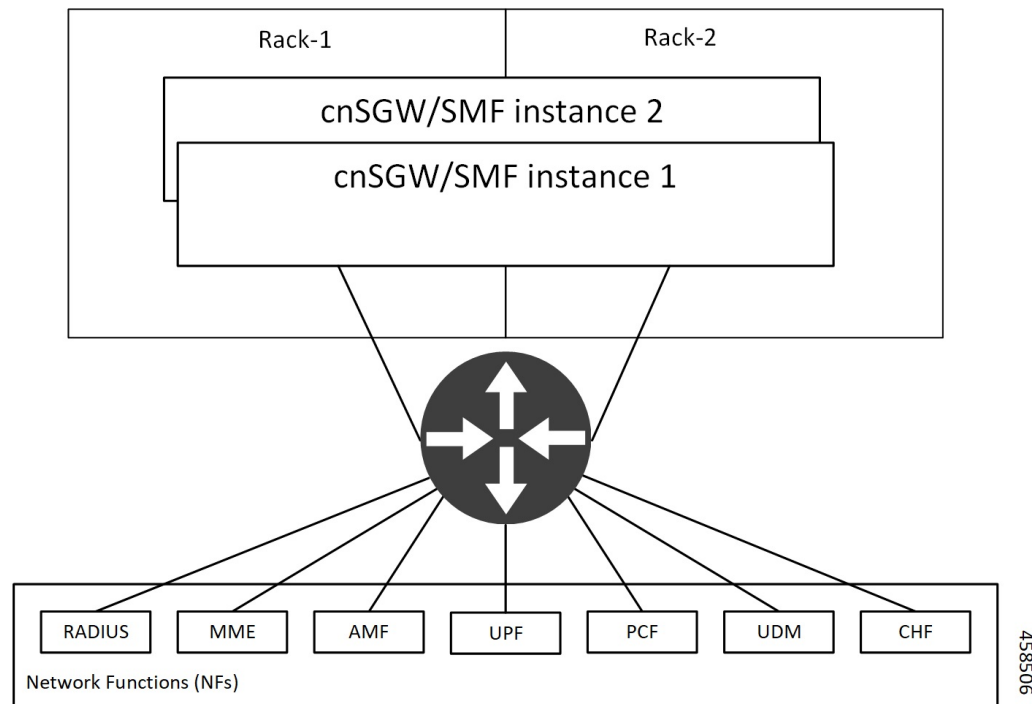 Rack-1
Rack-2
cnSGW/SMF instance 2
cnSGW/SMF instance 1
RADIUS
MME
AMF
UPF
PCF
UDM
CHF
Network Functions (NFs)
458506